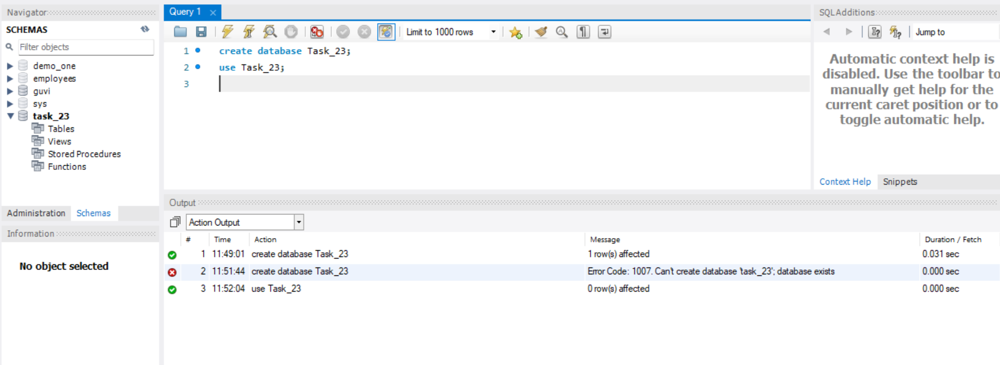 Navigator
SCHEMAS
Filter objects
demo_one
employees
guvi
sys
task_23
Tables
Views
Stored Procedures
Functions
Administration Schemas
Information
No object selected
Query 1
Limit to 1000 rows
1 create database Task_23;
2 use Task_23;
3
SQLAdditions
Jump to
Automatic context help is
disabled. Use the toolbar to
manually get help for the
current caret position or to
toggle automatic help.
Context Help Snippets
Output
Action Output
# Time Action Message Duration / Fetch
1 11:49:01 create database Task_23 1 row(s) affected 0.031 sec
2 11:51:44 create database Task_23 Error Code: 1007. Can't create database 'task_23'; database exists 0.000 sec
3 11:52:04 use Task_23 0 row(s) affected 0.000 sec